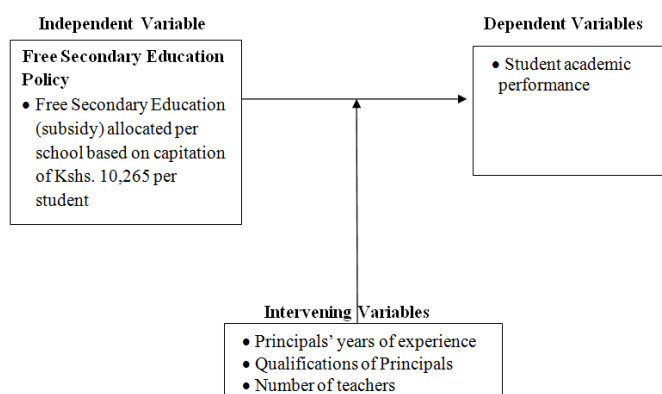 Independent Variable
Free Secondary Education
Policy
• Free Secondary Education
(subsidy) allocated per
school based on capitation
of Kshs. 10,265 per
student
Dependent Variables
• Student academic
performance
Intervening Variables
• Principals’ years of experience
• Qualifications of Principals
• Number of teachers